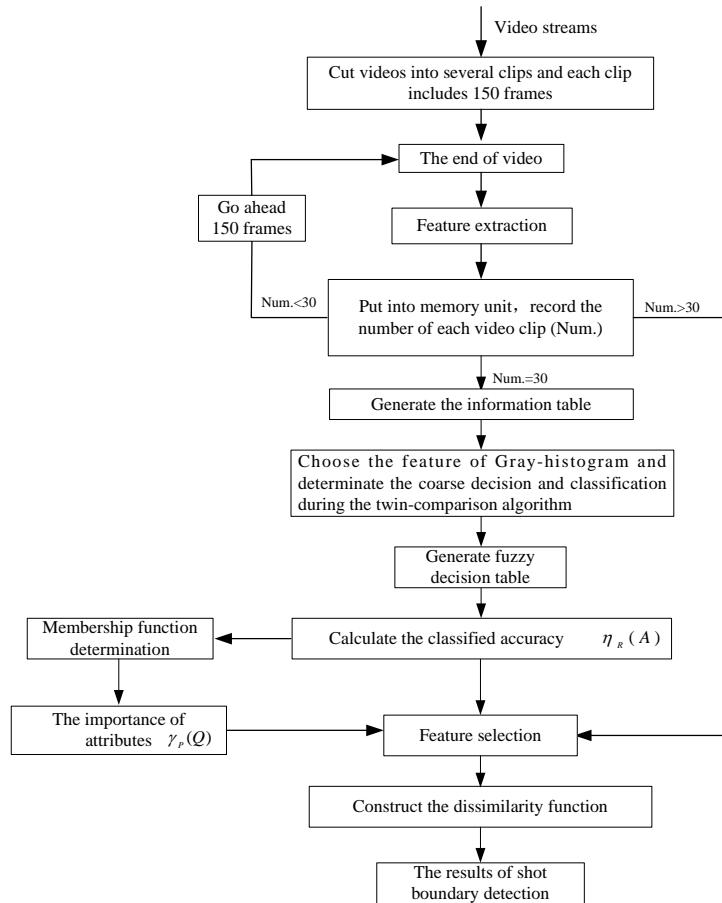 Video streams
Cut videos into several clips and each clip
includes 150 frames
The end of video
Go ahead
150 frames
Feature extraction
Num.<30
Put into memory unit，record the
number of each video clip (Num.)
Num.>30
Num.=30
Generate the information table
Choose the feature of Gray-histogram and
determinate the coarse decision and classification
during the twin-comparison algorithm
Generate fuzzy
decision table
Membership function
determination
Calculate the classified accuracy η_R(A)
The importance of
attributes γ_P(Q)
Feature selection
Construct the dissimilarity function
The results of shot
boundary detection